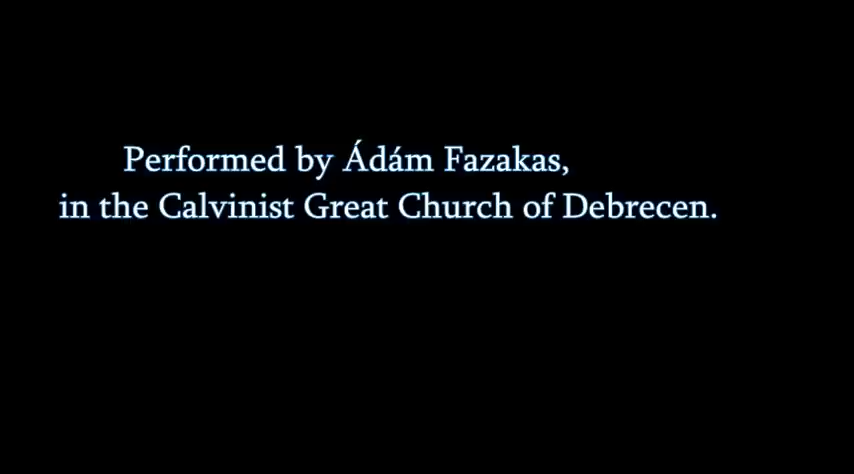 Performed by Ádám Fazakas,
in the Calvinist Great Church of Debrecen.